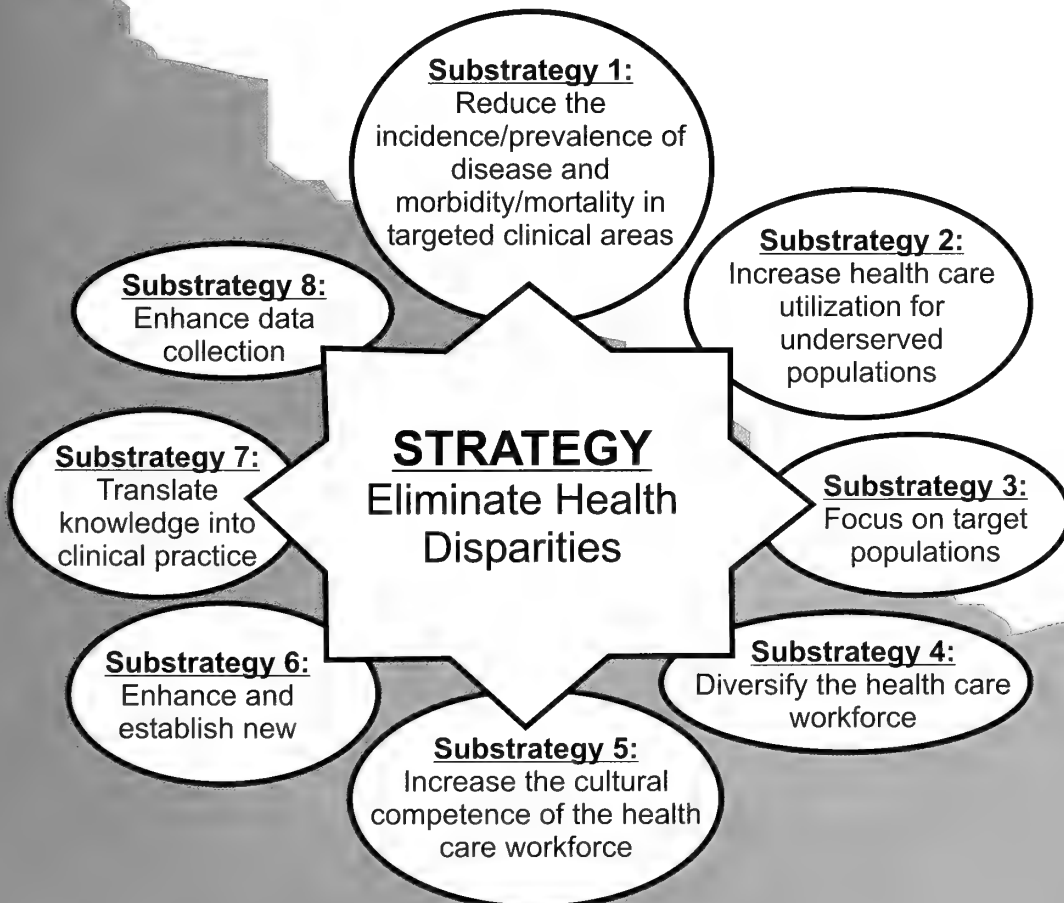 Substrategy 1:
Reduce the
incidence/prevalence of
disease and
morbidity/mortality in
targeted clinical areas
Substrategy 2:
Increase health care
utilization for
underserved
populations
Substrategy 3:
Focus on target
populations
Substrategy 4:
Diversify the health care
workforce
Substrategy 5:
Increase the cultural
competence of the health
care workforce
Substrategy 6:
Enhance and
establish new
Substrategy 7:
Translate
knowledge into
clinical practice
Substrategy 8:
Enhance data
collection
STRATEGY
Eliminate Health
Disparities